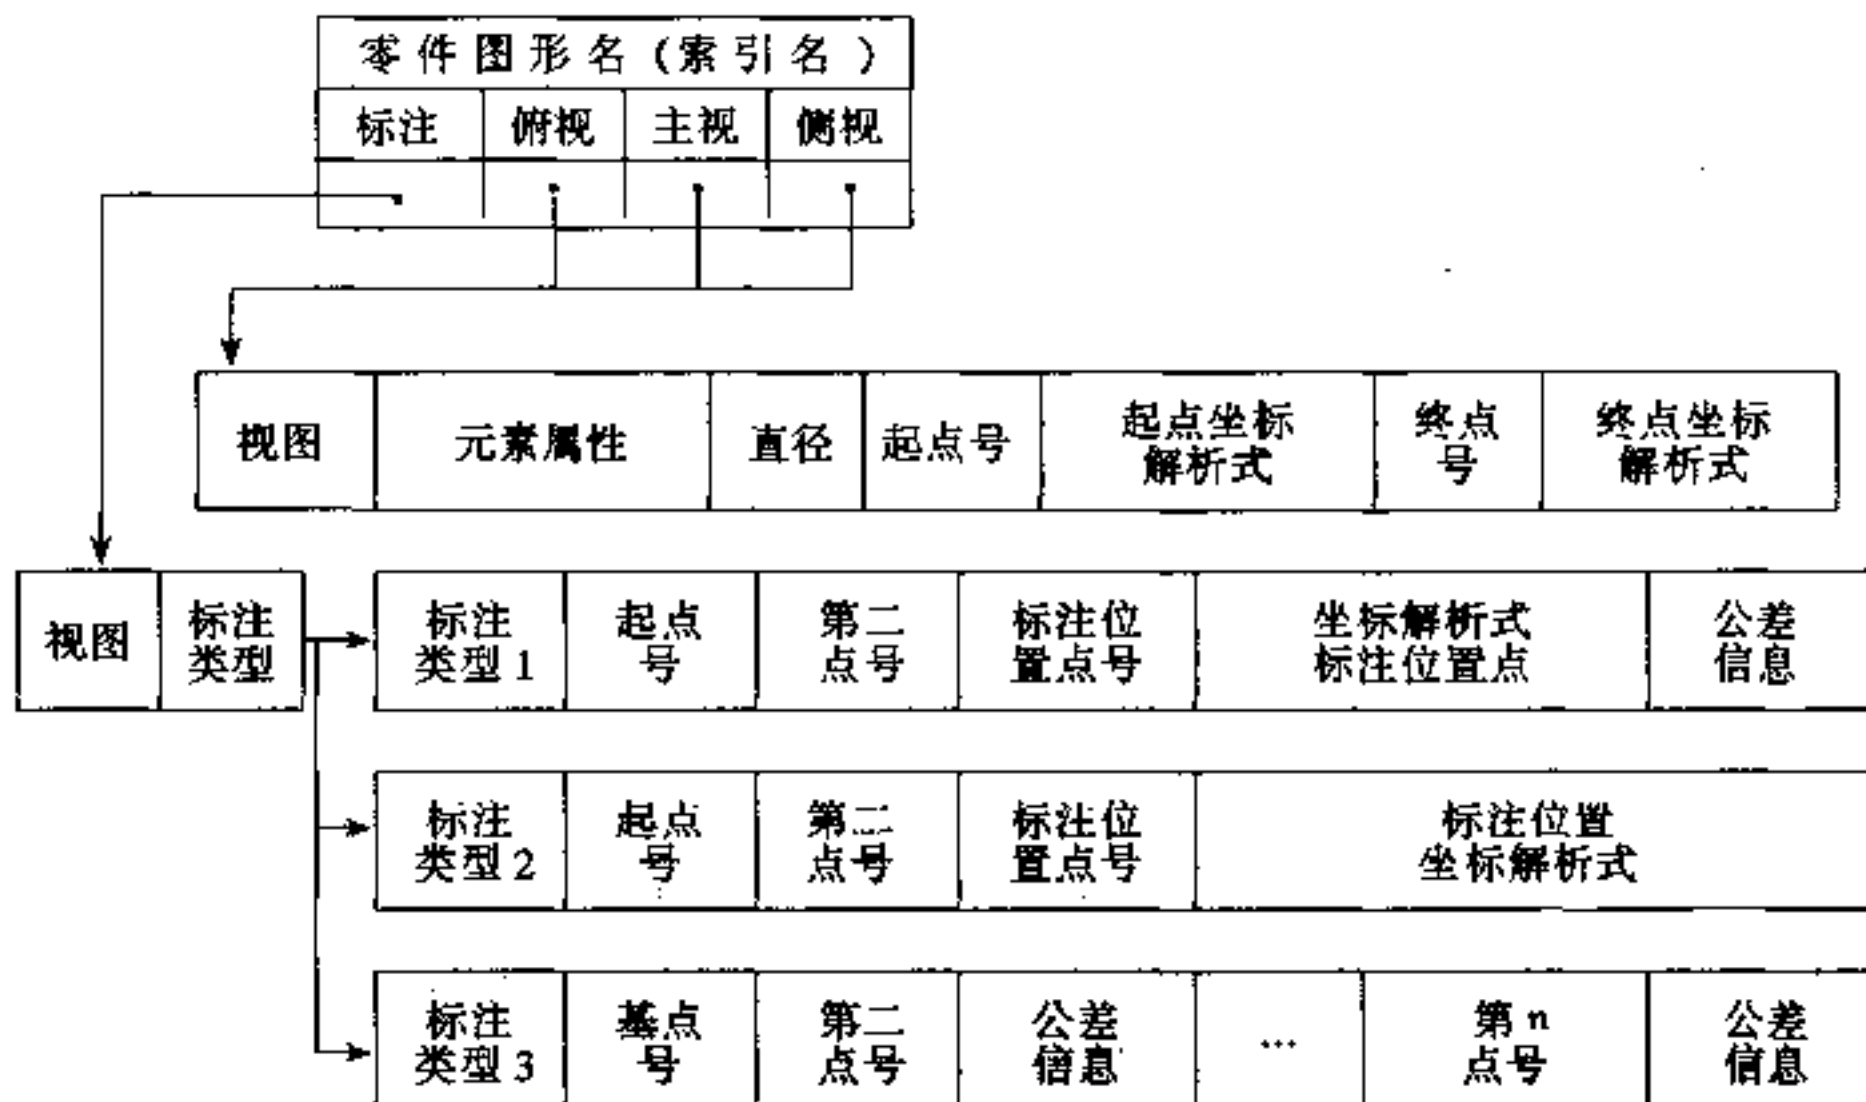 零件图形名(索引名)
标注 俯视 主视 侧视
视图 元素属性 直径 起点号 起点坐标 解析式 终点 号 终点坐标 解析式
视图 标注 类型 标注 类型1 起点 号 第二 点号 标注位 置点号 坐标解析式 标注位置点 公差 信息
标注 类型2 起点 号 第二 点号 标注位 置点号 标注位置 坐标解析式
标注 类型3 基点 号 第二 点号 公差 信息 … 第n 点号 公差 信息